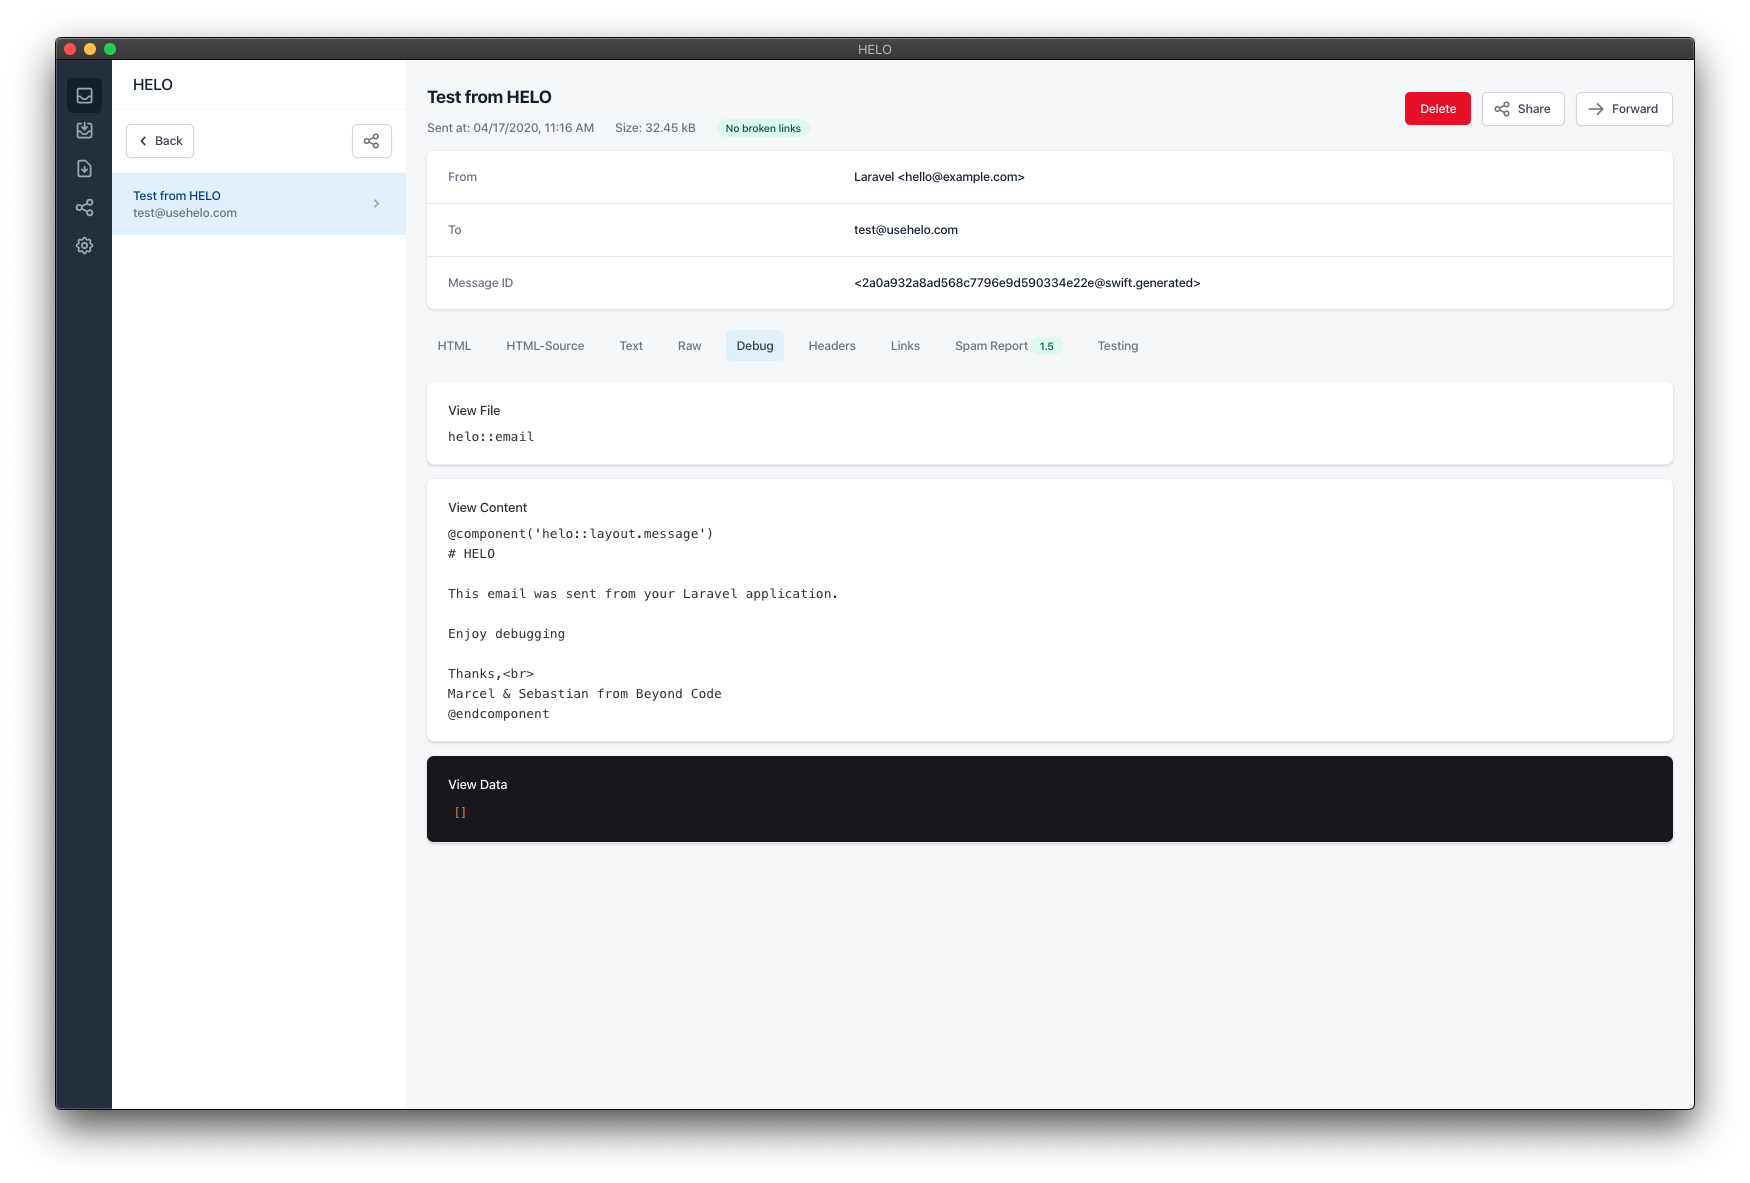 HELO
HELO
Back
Test from HELO
test@usehelo.com
Test from HELO
Sent at: 04/17/2020, 11:16 AM Size: 32.45 kB No broken links
Delete Share Forward
From Laravel <hello@example.com>
To test@usehelo.com
Message ID <2a0a932a8ad568c7796e9d590334e22e@swift.generated>
HTML HTML-Source Text Raw Debug Headers Links Spam Report 1.5 Testing
View File
helo::email
View Content
@component('helo::layout.message')
# HELO
This email was sent from your Laravel application.
Enjoy debugging
Thanks,<br>
Marcel & Sebastian from Beyond Code
@endcomponent
View Data
[]